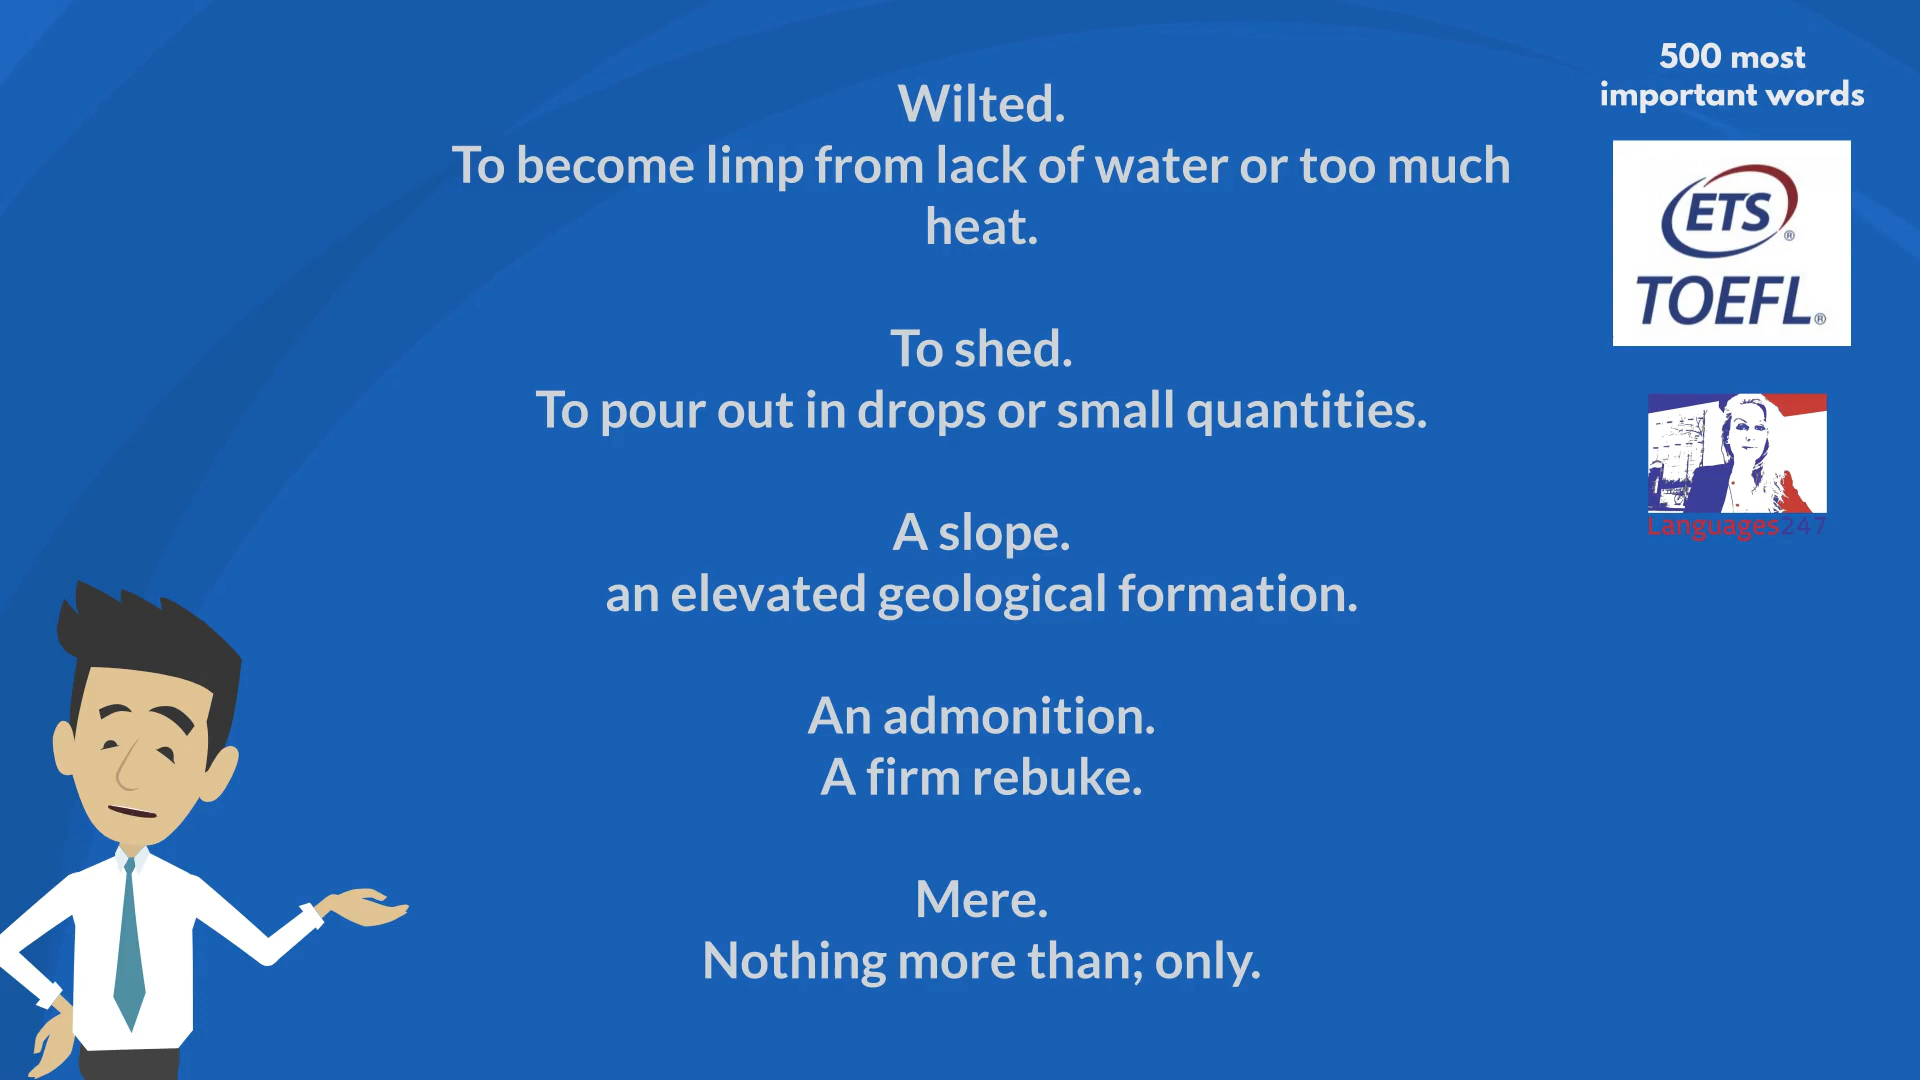 500 most
important words
Wilted.
To become limp from lack of water or too much
heat.
To shed.
To pour out in drops or small quantities.
A slope.
an elevated geological formation.
An admonition.
A firm rebuke.
Mere.
Nothing more than; only.
ETS®
TOEFL®
Languages247